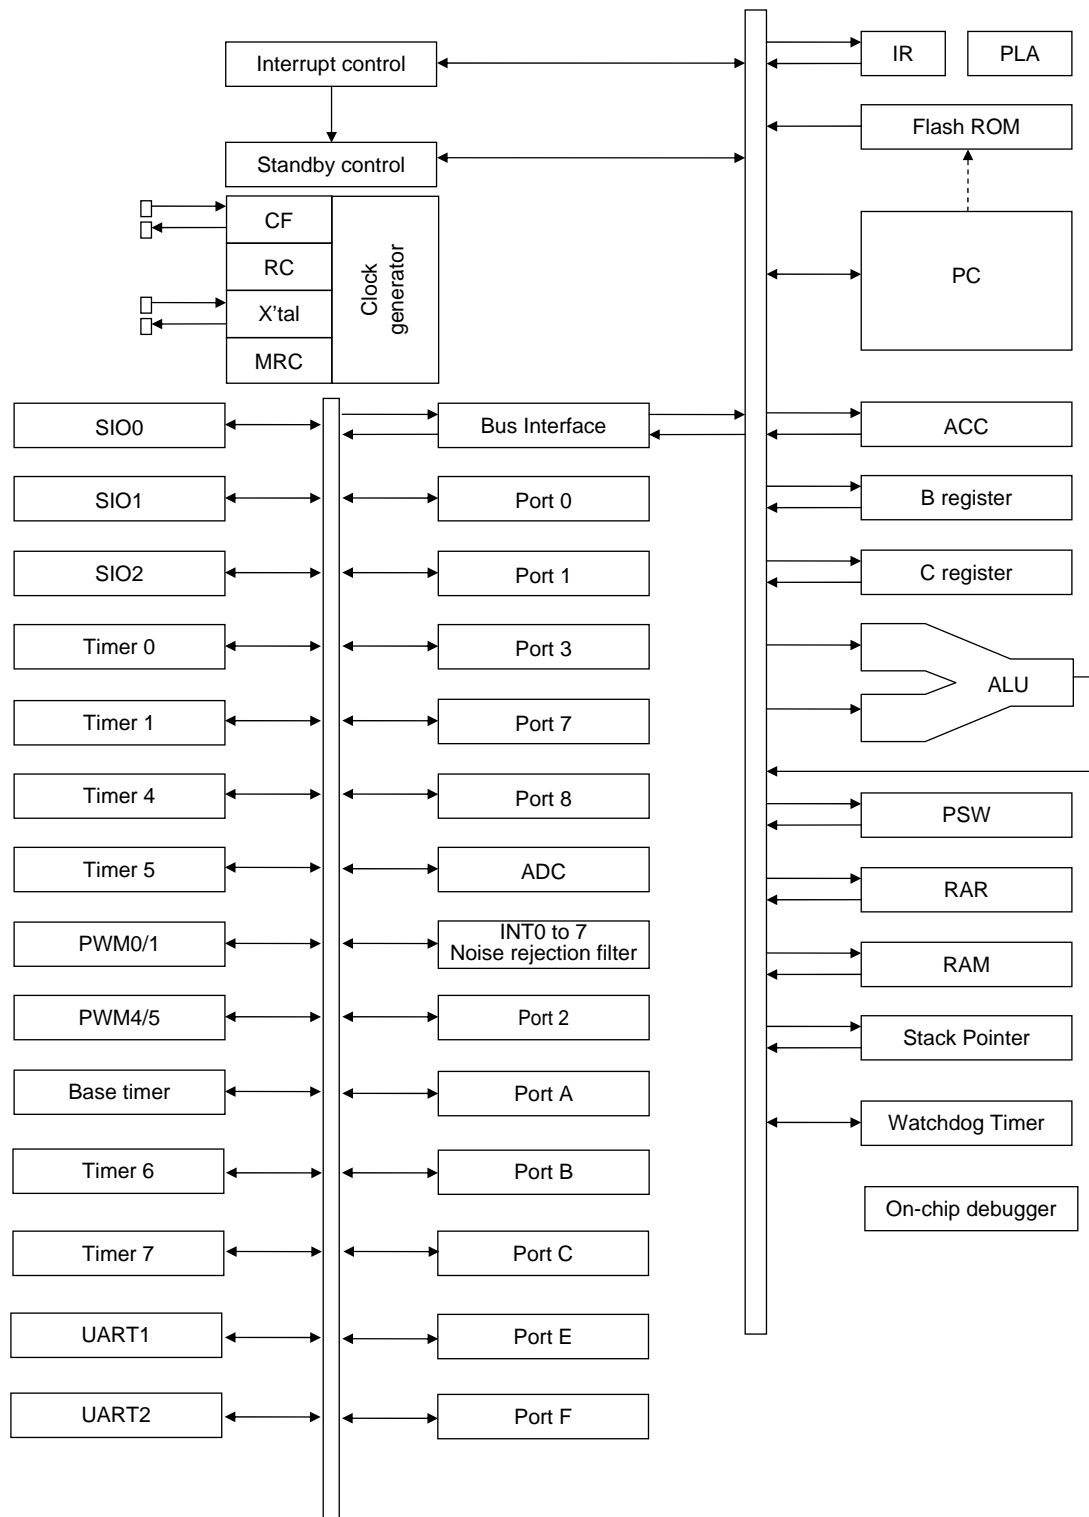 Interrupt control
IR
PLA
Flash ROM
Standby control
CF
RC
X'tal
MRC
Clock
generator
PC
SIO0
Bus Interface
ACC
SIO1
Port 0
B register
SIO2
Port 1
C register
Timer 0
Port 3
ALU
Timer 1
Port 7
Timer 4
Port 8
PSW
Timer 5
ADC
RAR
PWM0/1
INT0 to 7
Noise rejection filter
RAM
PWM4/5
Port 2
Stack Pointer
Base timer
Port A
Watchdog Timer
Timer 6
Port B
On-chip debugger
Timer 7
Port C
UART1
Port E
UART2
Port F